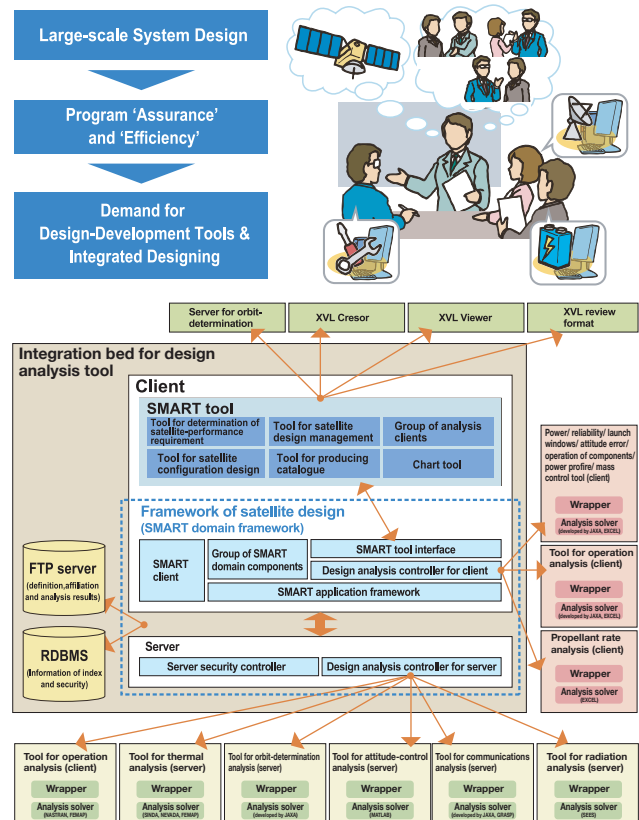 Large-scale System Design
Program ‘Assurance’
and ‘Efficiency’
Demand for
Design-Development Tools &
Integrated Designing
Server for orbit-
determination
XVL Cresor
XVL Viewer
XVL review
format
Integration bed for design
analysis tool
Client
SMART tool
Tool for determination of
satellite-performance
requirement
Tool for satellite
design management
Group of analysis
clients
Tool for satellite
configuration design
Tool for producing
catalogue
Chart tool
Framework of satellite design
(SMART domain framework)
SMART
client
Group of SMART
domain components
SMART tool interface
Design analysis controller for client
SMART application framework
Server
Server security controller
Design analysis controller for server
FTP server
(definition,affiliation
and analysis results)
RDBMS
(Information of index
and security)
Power/ reliability/ launch
windows/ attitude error/
operation of components/
power profire/ mass
control tool (client)
Wrapper
Analysis solver
(developed by JAXA, EXCEL)
Tool for operation
analysis (client)
Wrapper
Analysis solver
(developed by JAXA, EXCEL)
Propellant rate
analysis (client)
Wrapper
Analysis solver
(EXCEL)
Tool for operation
analysis (client)
Wrapper
Analysis solver
(NASTRAN, FEMAP)
Tool for thermal
analysis (server)
Wrapper
Analysis solver
(SINDA, NEVADA, FEMAP)
Tool for orbit-determination
analysis (server)
Wrapper
Analysis solver
(developed by JAXA)
Tool for attitude-control
analysis (server)
Wrapper
Analysis solver
(MATLAB)
Tool for communications
analysis (server)
Wrapper
Analysis solver
(developed by JAXA, GRASP)
Tool for radiation
analysis (server)
Wrapper
Analysis solver
(SEES)